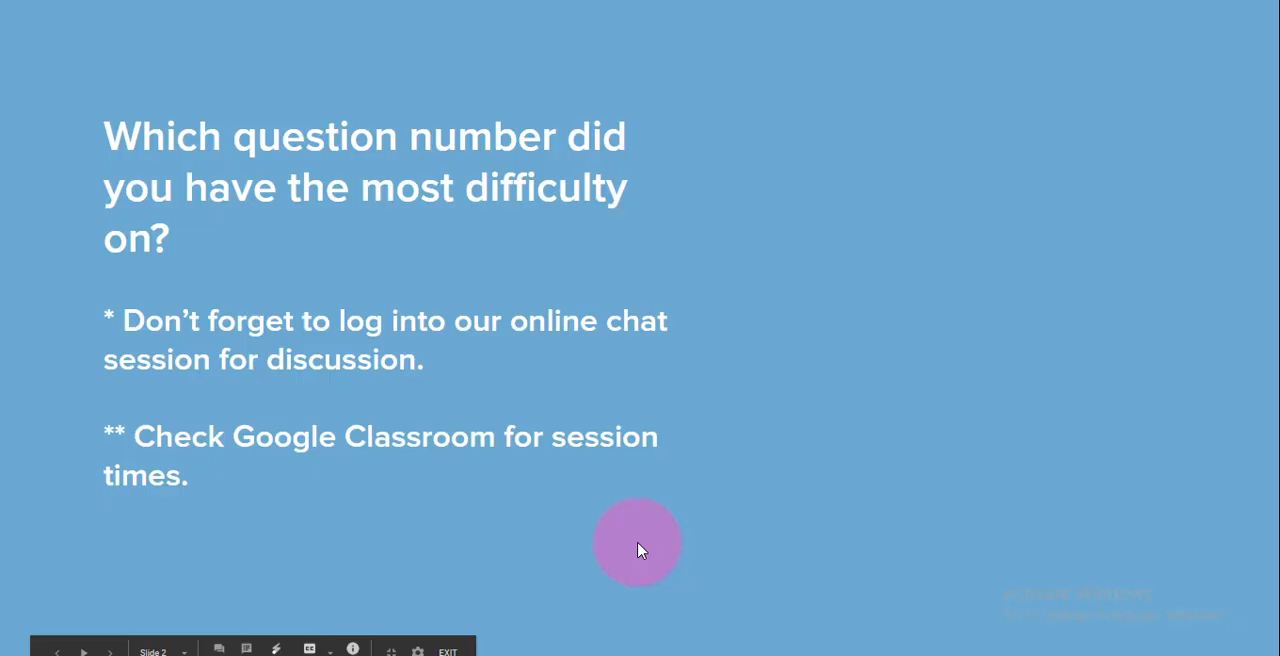 Which question number did
you have the most difficulty
on?
* Don’t forget to log into our online chat
session for discussion.
** Check Google Classroom for session
times.
Slide 2
CC
EXIT